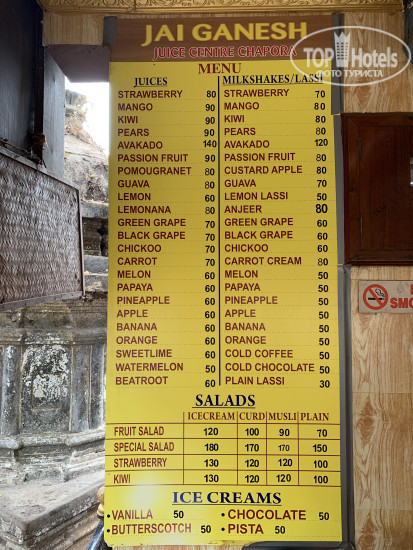 JAI GANESH
JUICE CENTRE CHAPORA
TopHotels
ФОТО ТУРИСТА
MENU
JUICES
STRAWBERRY 80
MANGO 90
KIWI 90
PEARS 90
AVAKADO 140
PASSION FRUIT 90
POMOUGRANET 80
GUAVA 80
LEMON 60
LEMONANA 80
GREEN GRAPE 70
BLACK GRAPE 70
CHICKOO 70
CARROT 70
MELON 60
PAPAYA 60
PINEAPPLE 60
APPLE 60
BANANA 60
ORANGE 60
SWEETLIME 60
WATERMELON 50
BEATROOT 60
MILKSHAKES/LASSI
STRAWBERRY 70
MANGO 80
KIWI 80
PEARS 80
AVAKADO 120
PASSION FRUIT 80
CUSTARD APPLE 80
GUAVA 70
LEMON LASSI 50
ANJEER 80
GREEN GRAPE 60
BLACK GRAPE 60
CHICKOO 60
CARROT CREAM 80
MELON 50
PAPAYA 50
PINEAPPLE 50
APPLE 50
BANANA 50
ORANGE 50
COLD COFFEE 50
COLD CHOCOLATE 50
PLAIN LASSI 30
SALADS
ICECREAM CURD MUSLI PLAIN
FRUIT SALAD 120 100 90 70
SPECIAL SALAD 180 170 170 150
STRAWBERRY 130 120 120 100
KIWI 130 120 120 100
ICE CREAMS
•VANILLA 50 •CHOCOLATE 50
•BUTTERSCOTCH 50 •PISTA 50
SMO